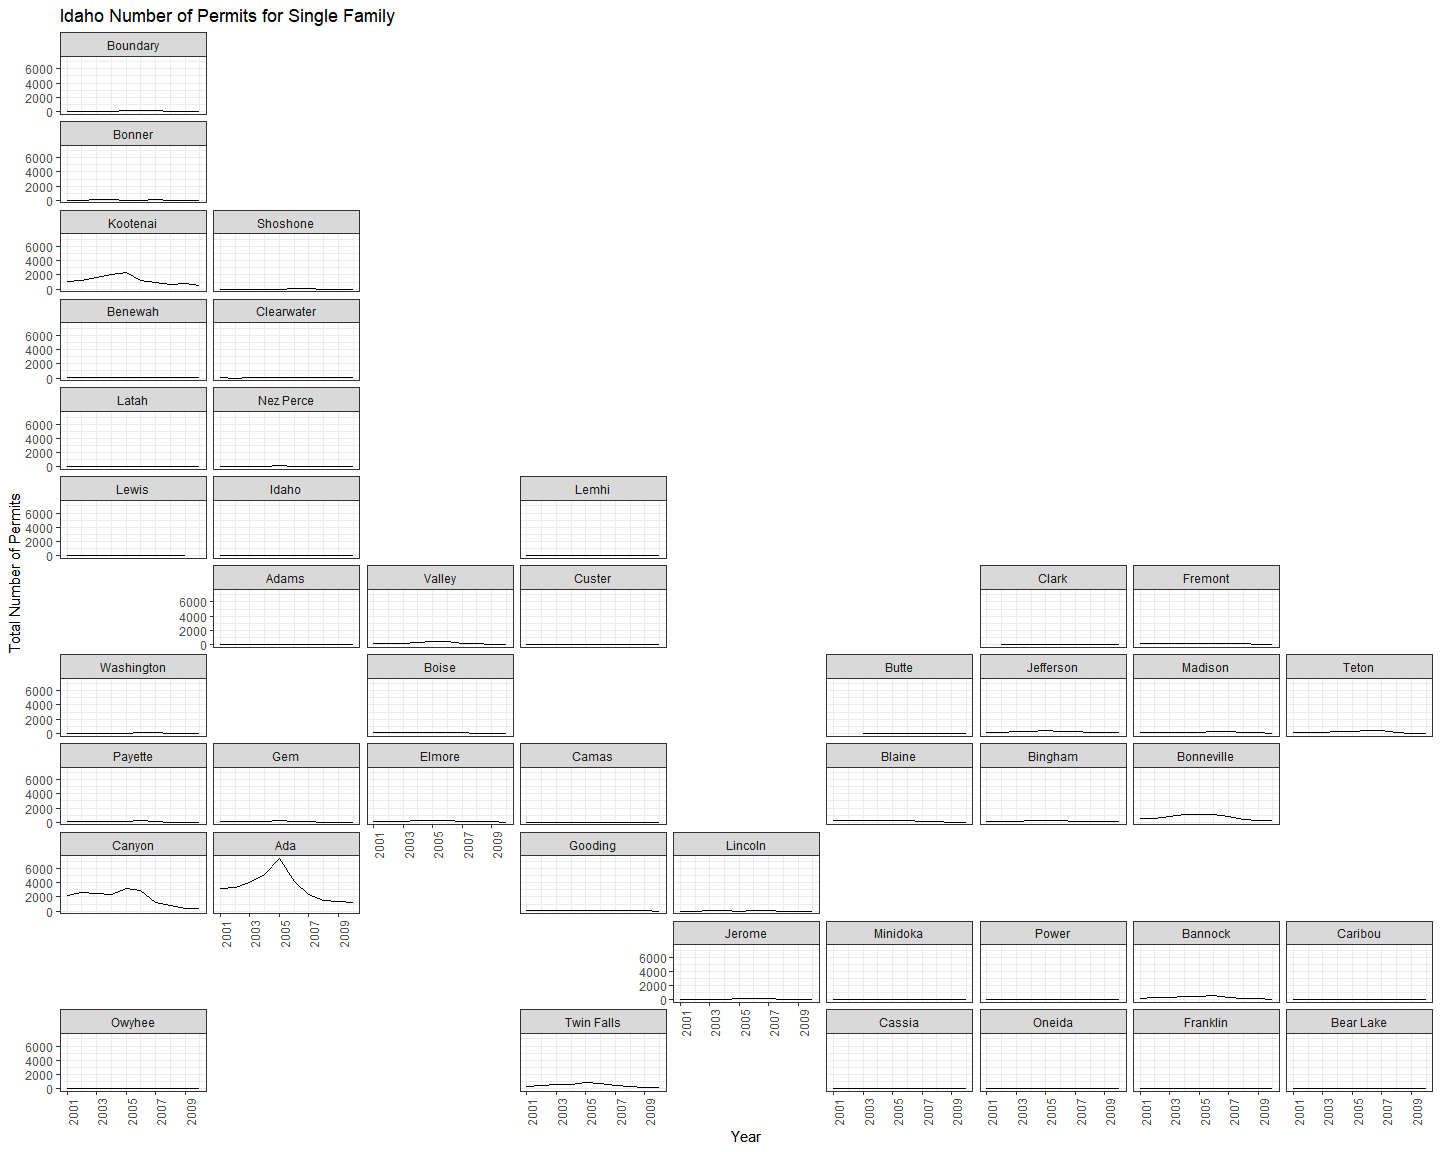 Idaho Number of Permits for Single Family
Boundary
6000
4000
2000
0
Bonner
6000
4000
2000
0
Kootenai Shoshone
6000
4000
2000
0
Benewah Clearwater
6000
4000
2000
0
Latah Nez Perce
6000
4000
2000
0
Lewis Idaho Lemhi
6000
4000
2000
0
Total Number of Permits
Adams Valley Custer Clark Fremont
6000
4000
2000
0
Washington Boise Butte Jefferson Madison Teton
6000
4000
2000
0
Payette Gem Elmore Camas Blaine Bingham Bonneville
6000
4000
2000
0
2001 2003 2005 2007 2009
Canyon Ada Gooding Lincoln
6000
4000
2000
0
2001 2003 2005 2007 2009
Jerome Minidoka Power Bannock Caribou
6000
4000
2000
0
2001 2003 2005 2007 2009
Owyhee Twin Falls Cassia Oneida Franklin Bear Lake
6000
4000
2000
0
2001 2003 2005 2007 2009 2001 2003 2005 2007 2009 2001 2003 2005 2007 2009 2001 2003 2005 2007 2009 2001 2003 2005 2007 2009 2001 2003 2005 2007 2009
Year